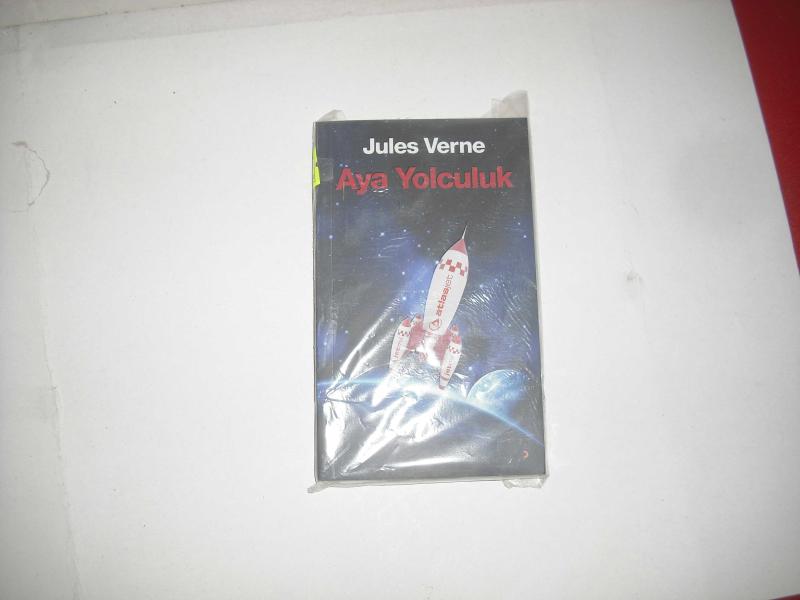 Jules Verne
Aya Yolculuk
atlasjet